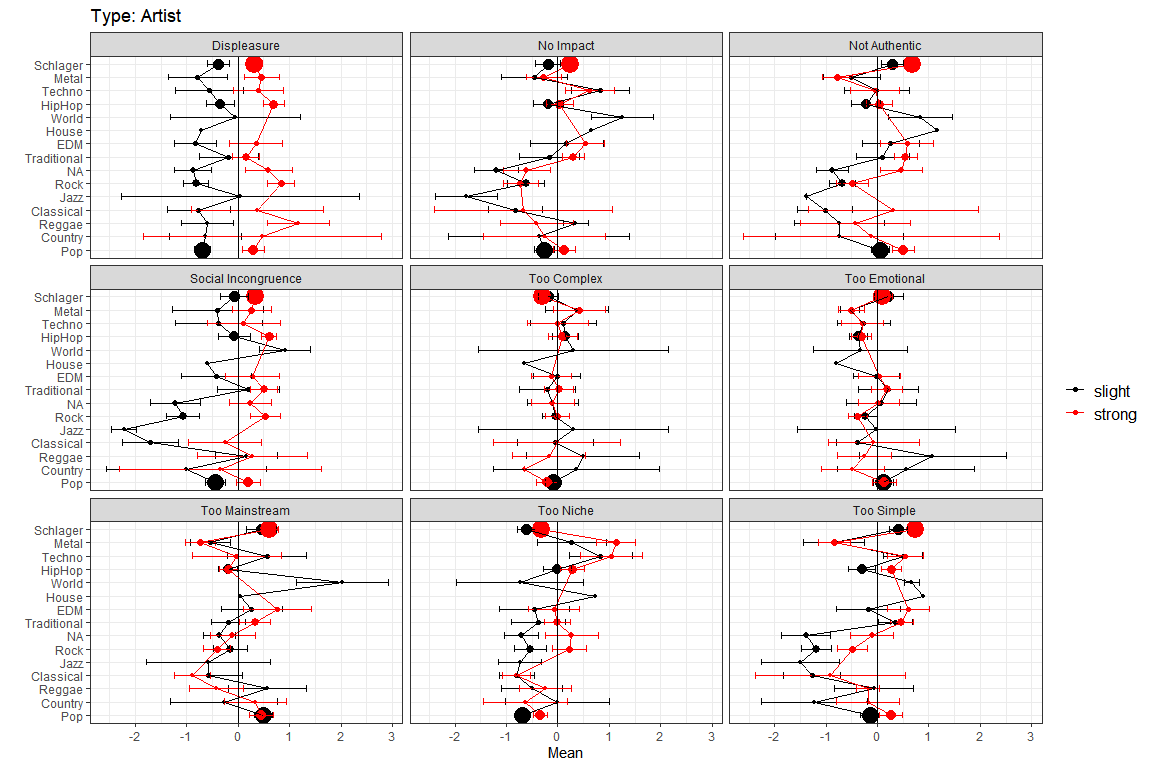 Type: Artist
Displeasure
No Impact
Not Authentic
Schlager
Metal
Techno
HipHop
World
House
EDM
Traditional
NA
Rock
Jazz
Classical
Reggae
Country
Pop
Social Incongruence
Too Complex
Too Emotional
Schlager
Metal
Techno
HipHop
World
House
EDM
Traditional
NA
Rock
Jazz
Classical
Reggae
Country
Pop
slight
strong
Too Mainstream
Too Niche
Too Simple
Schlager
Metal
Techno
HipHop
World
House
EDM
Traditional
NA
Rock
Jazz
Classical
Reggae
Country
Pop
-2 -1 0 1 2 3 -2 -1 0 1 2 3 -2 -1 0 1 2 3
Mean